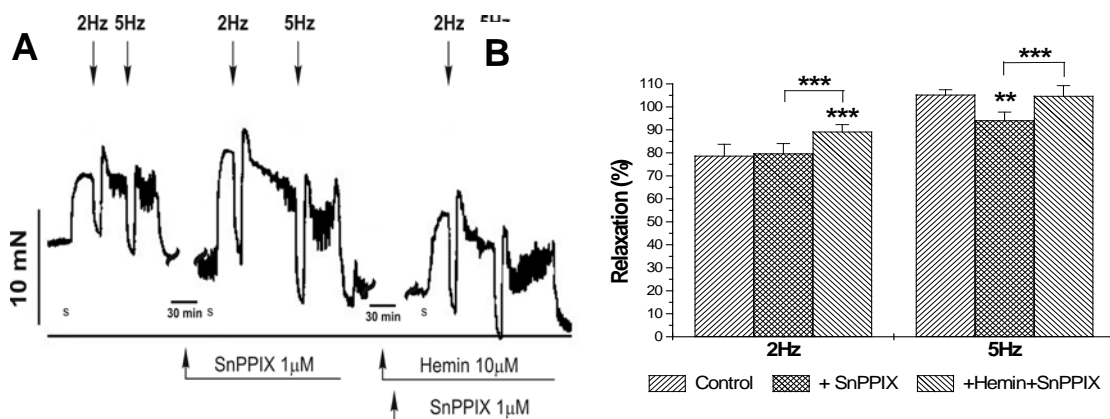 2Hz 5Hz 2Hz 5Hz 2Hz 5Hz
A
B
10 mN
s
30 min
s
30 min
s
SnPPIX 1μM
Hemin 10μM
SnPPIX 1μM
Relaxation (%)
110
100
90
80
70
60
50
40
30
20
10
0
***
***
***
**
2Hz 5Hz
Control + SnPPIX +Hemin+SnPPIX